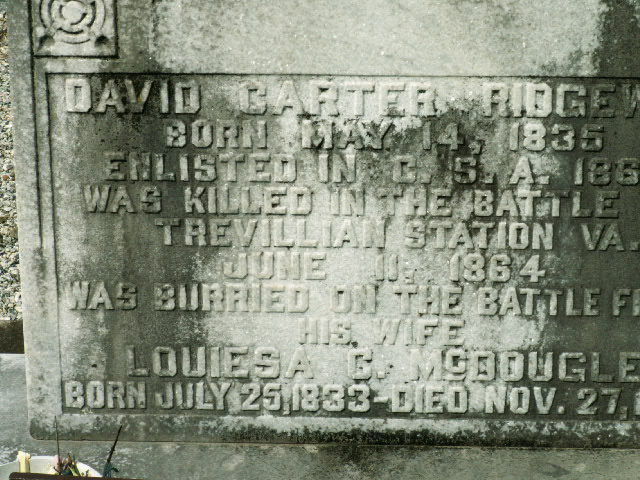 DAVID CARTER RIDGEW
BORN MAY 14, 1835
ENLISTED IN C. S. A. 186
WAS KILLED IN THE BATTLE
TREVILLIAN STATION VA.
JUNE 11, 1864
WAS BURRIED ON THE BATTLE FI
HIS WIFE
LOUIESA C. MCDOUGLE
BORN JULY 25,1833-DIED NOV. 27,